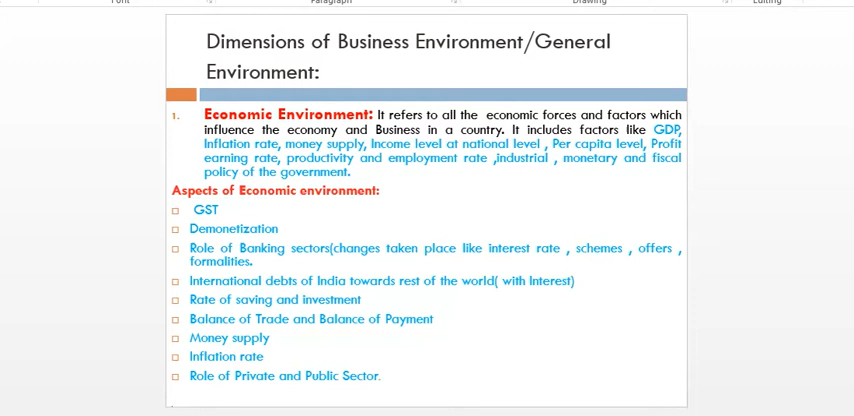 Font Paragraph Drawing Editing
Dimensions of Business Environment/General
Environment:
1. Economic Environment: It refers to all the economic forces and factors which
influence the economy and Business in a country. It includes factors like GDP,
Inflation rate, money supply, Income level at national level , Per capita level, Profit
earning rate, productivity and employment rate ,industrial , monetary and fiscal
policy of the government.
Aspects of Economic environment:
GST
Demonetization
Role of Banking sectors(changes taken place like interest rate , schemes , offers ,
formalities.
International debts of India towards rest of the world( with Interest)
Rate of saving and investment
Balance of Trade and Balance of Payment
Money supply
Inflation rate
Role of Private and Public Sector.